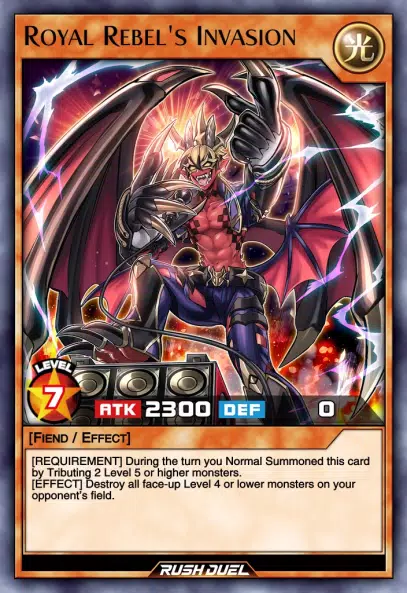 Royal Rebel's Invasion
光
LEVEL
7
ATK 2300 DEF 0
[Fiend / Effect]
[REQUIREMENT] During the turn you Normal Summoned this card
by Tributing 2 Level 5 or higher monsters.
[EFFECT] Destroy all face-up Level 4 or lower monsters on your
opponent's field.
RUSH DUEL